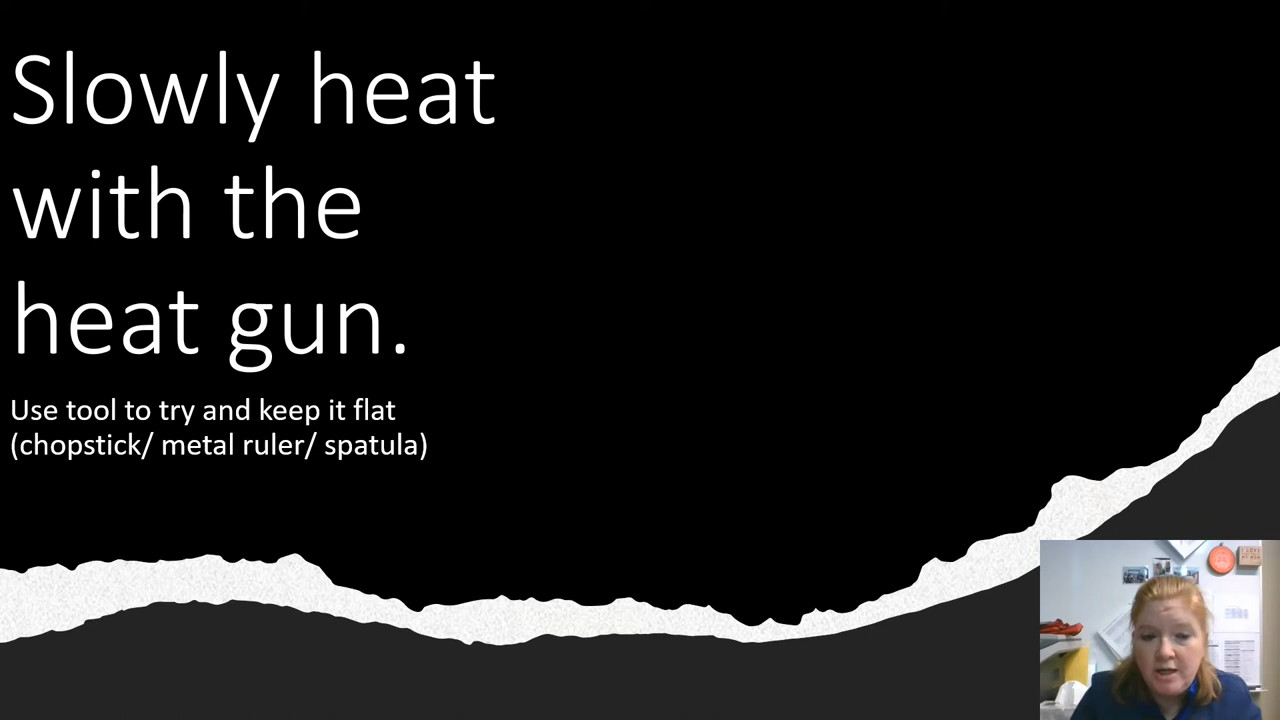 Slowly heat
with the
heat gun.
Use tool to try and keep it flat
(chopstick/ metal ruler/ spatula)